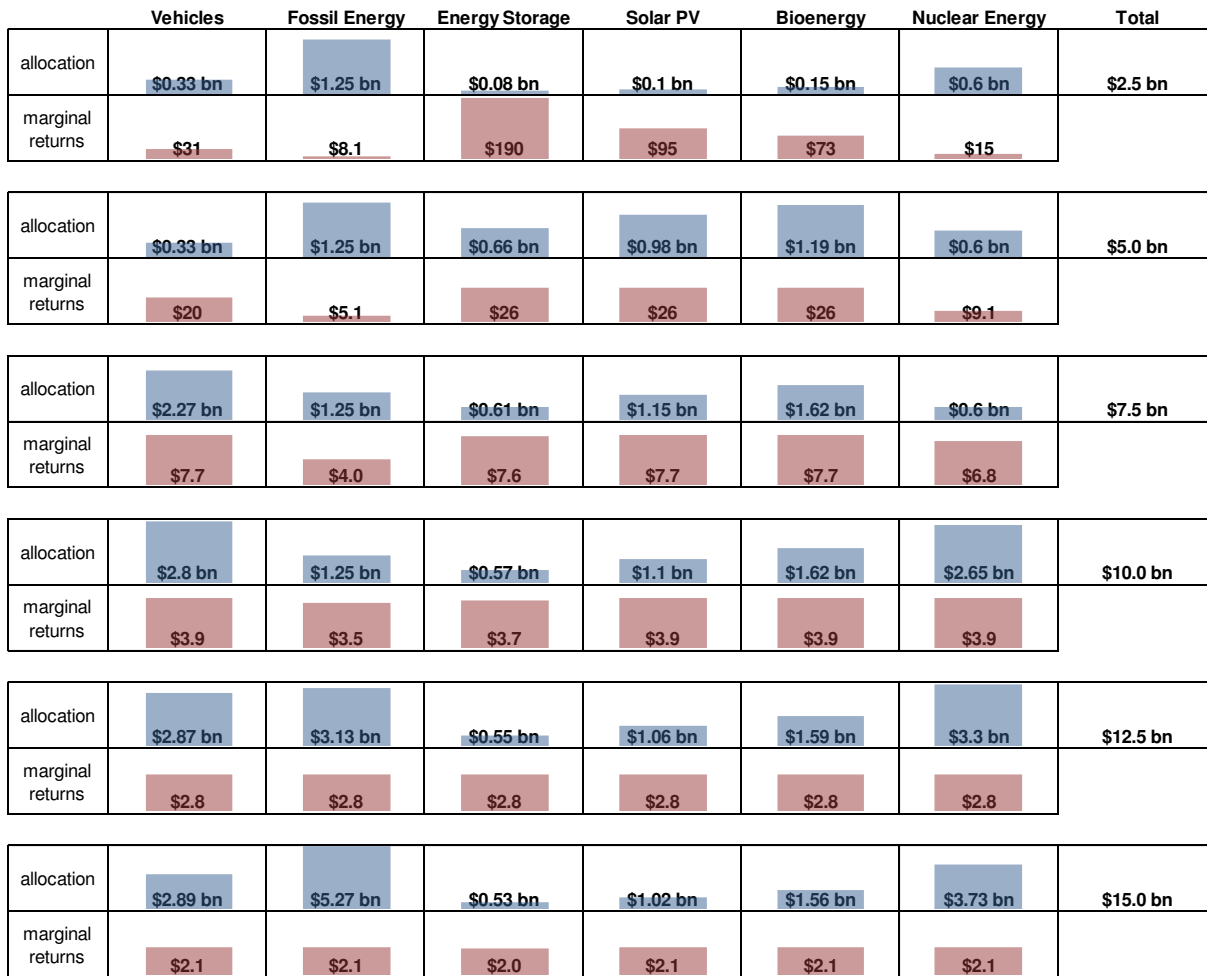 Vehicles Fossil Energy Energy Storage Solar PV Bioenergy Nuclear Energy Total
allocation $0.33 bn $1.25 bn $0.08 bn $0.1 bn $0.15 bn $0.6 bn $2.5 bn
marginal
returns $31 $8.1 $190 $95 $73 $15
allocation $0.33 bn $1.25 bn $0.66 bn $0.98 bn $1.19 bn $0.6 bn $5.0 bn
marginal
returns $20 $5.1 $26 $26 $26 $9.1
allocation $2.27 bn $1.25 bn $0.61 bn $1.15 bn $1.62 bn $0.6 bn $7.5 bn
marginal
returns $7.7 $4.0 $7.6 $7.7 $7.7 $6.8
allocation $2.8 bn $1.25 bn $0.57 bn $1.1 bn $1.62 bn $2.65 bn $10.0 bn
marginal
returns $3.9 $3.5 $3.7 $3.9 $3.9 $3.9
allocation $2.87 bn $3.13 bn $0.55 bn $1.06 bn $1.59 bn $3.3 bn $12.5 bn
marginal
returns $2.8 $2.8 $2.8 $2.8 $2.8 $2.8
allocation $2.89 bn $5.27 bn $0.53 bn $1.02 bn $1.56 bn $3.73 bn $15.0 bn
marginal
returns $2.1 $2.1 $2.0 $2.1 $2.1 $2.1